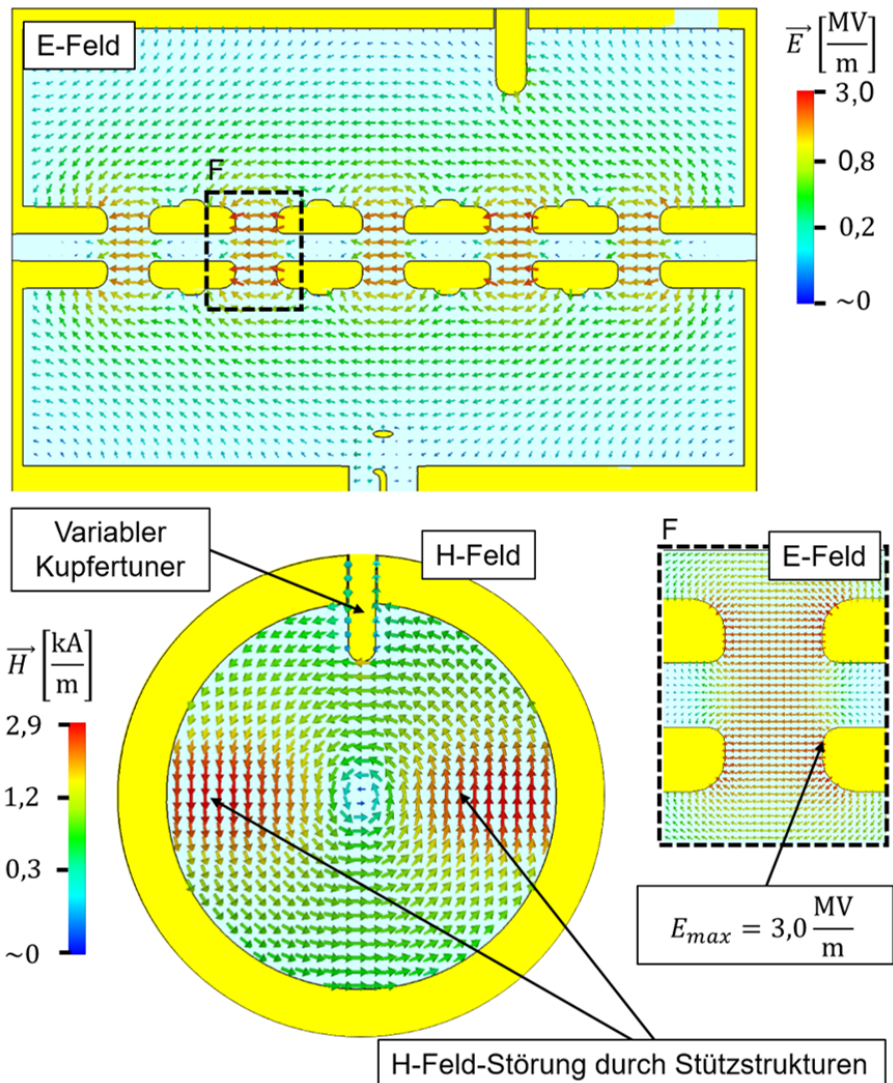 E-Feld
E⃗ [MV/m]
3,0
0,8
0,2
~0
F
Variabler
Kupfertuner
H-Feld
H⃗ [kA/m]
2,9
1,2
0,3
~0
F
E-Feld
E_max = 3,0 MV/m
H-Feld-Störung durch Stützstrukturen